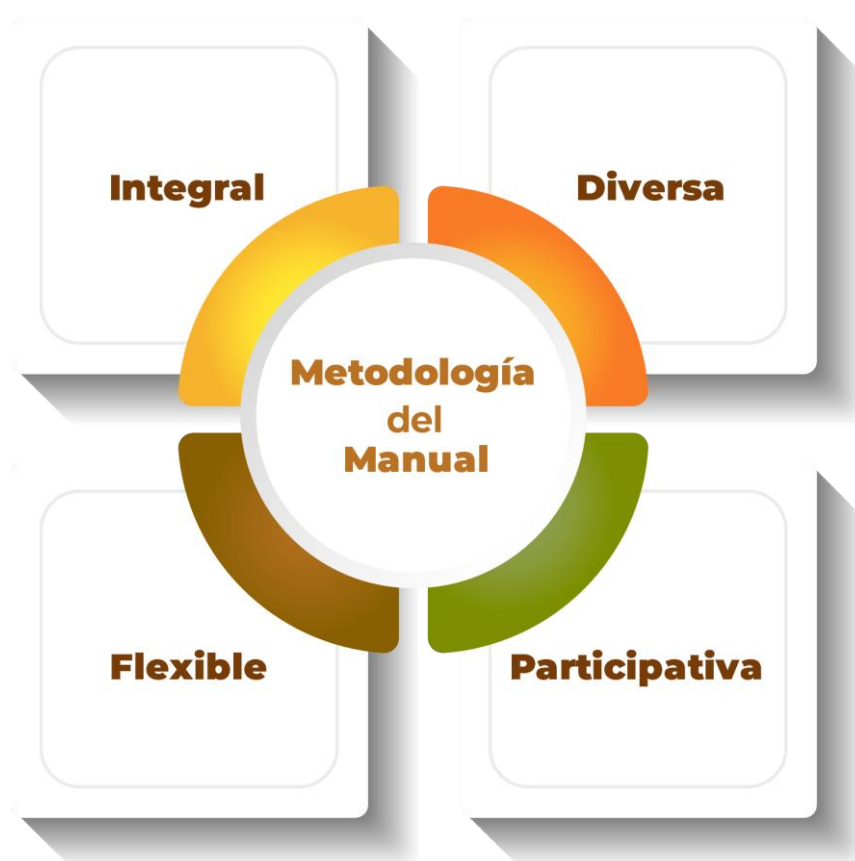 Integral
Diversa
Metodología
del
Manual
Flexible
Participativa